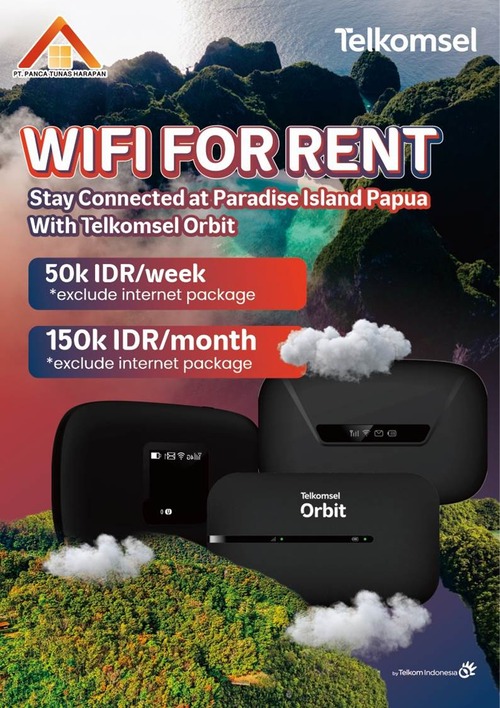 PT. PANCA TUNAS HARAPAN
Telkomsel
WIFI FOR RENT
Stay Connected at Paradise Island Papua
With Telkomsel Orbit
50k IDR/week
*exclude internet package
150k IDR/month
*exclude internet package
Telkomsel
Orbit
by Telkom Indonesia